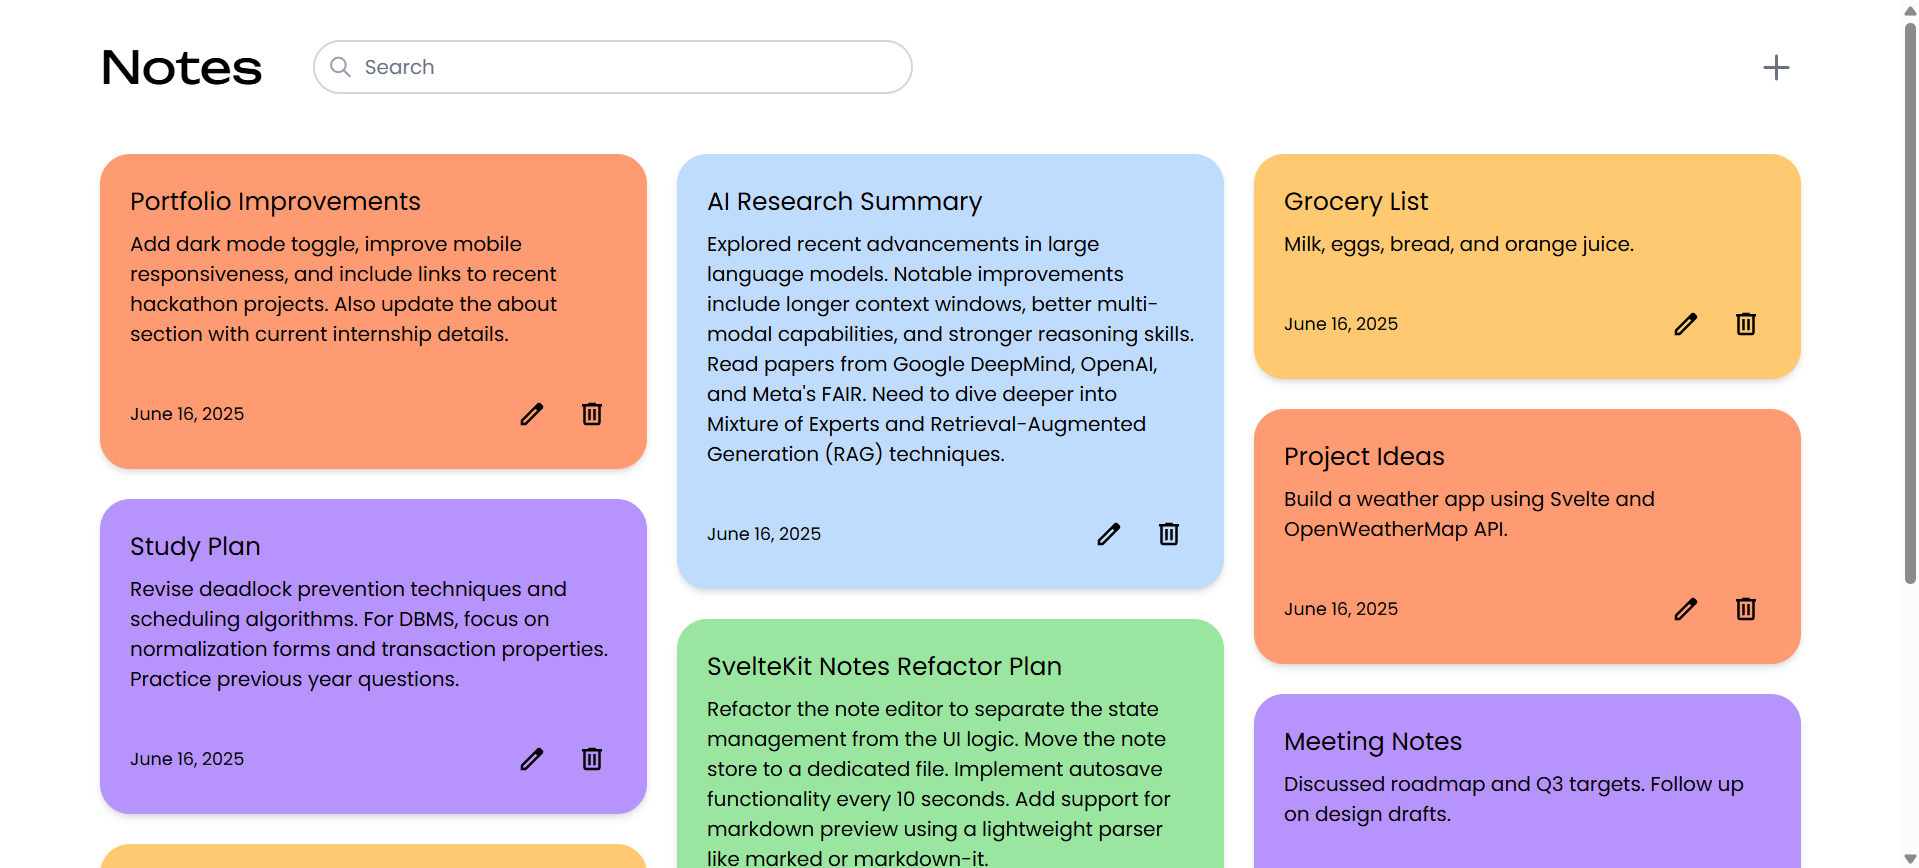 Notes
Search
Portfolio Improvements
Add dark mode toggle, improve mobile
responsiveness, and include links to recent
hackathon projects. Also update the about
section with current internship details.
June 16, 2025
Study Plan
Revise deadlock prevention techniques and
scheduling algorithms. For DBMS, focus on
normalization forms and transaction properties.
Practice previous year questions.
June 16, 2025
AI Research Summary
Explored recent advancements in large
language models. Notable improvements
include longer context windows, better multi-
modal capabilities, and stronger reasoning skills.
Read papers from Google DeepMind, OpenAI,
and Meta's FAIR. Need to dive deeper into
Mixture of Experts and Retrieval-Augmented
Generation (RAG) techniques.
June 16, 2025
SvelteKit Notes Refactor Plan
Refactor the note editor to separate the state
management from the UI logic. Move the note
store to a dedicated file. Implement autosave
functionality every 10 seconds. Add support for
markdown preview using a lightweight parser
like marked or markdown-it.
Grocery List
Milk, eggs, bread, and orange juice.
June 16, 2025
Project Ideas
Build a weather app using Svelte and
OpenWeatherMap API.
June 16, 2025
Meeting Notes
Discussed roadmap and Q3 targets. Follow up
on design drafts.